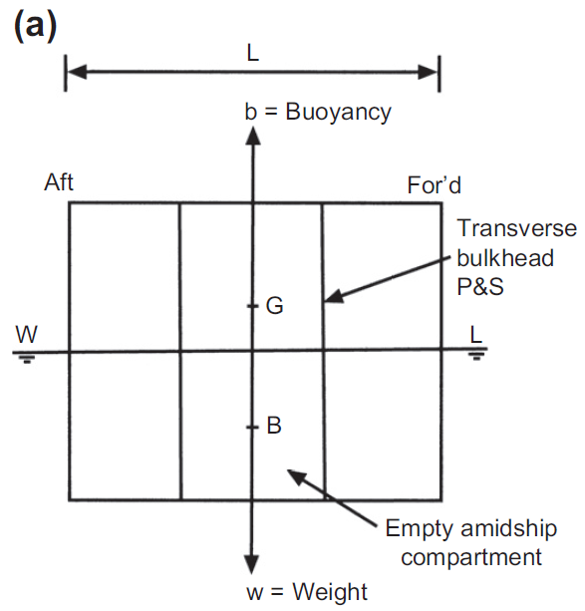 (a)
L
b = Buoyancy
Aft
For'd
Transverse
bulkhead
P&S
G
W
L
B
Empty amidship
compartment
w = Weight